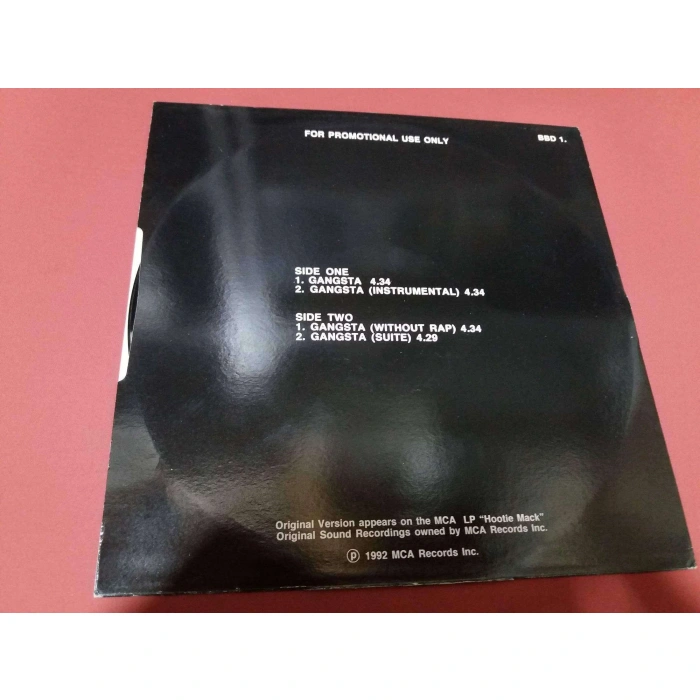 FOR PROMOTIONAL USE ONLY
BBD 1.
SIDE ONE
1. GANGSTA 4.34
2. GANGSTA (INSTRUMENTAL) 4.34
SIDE TWO
1. GANGSTA (WITHOUT RAP) 4.34
2. GANGSTA (SUITE) 4.29
Original Version appears on the MCA LP "Hootie Mack"
Original Sound Recordings owned by MCA Records Inc.
℗ 1992 MCA Records Inc.